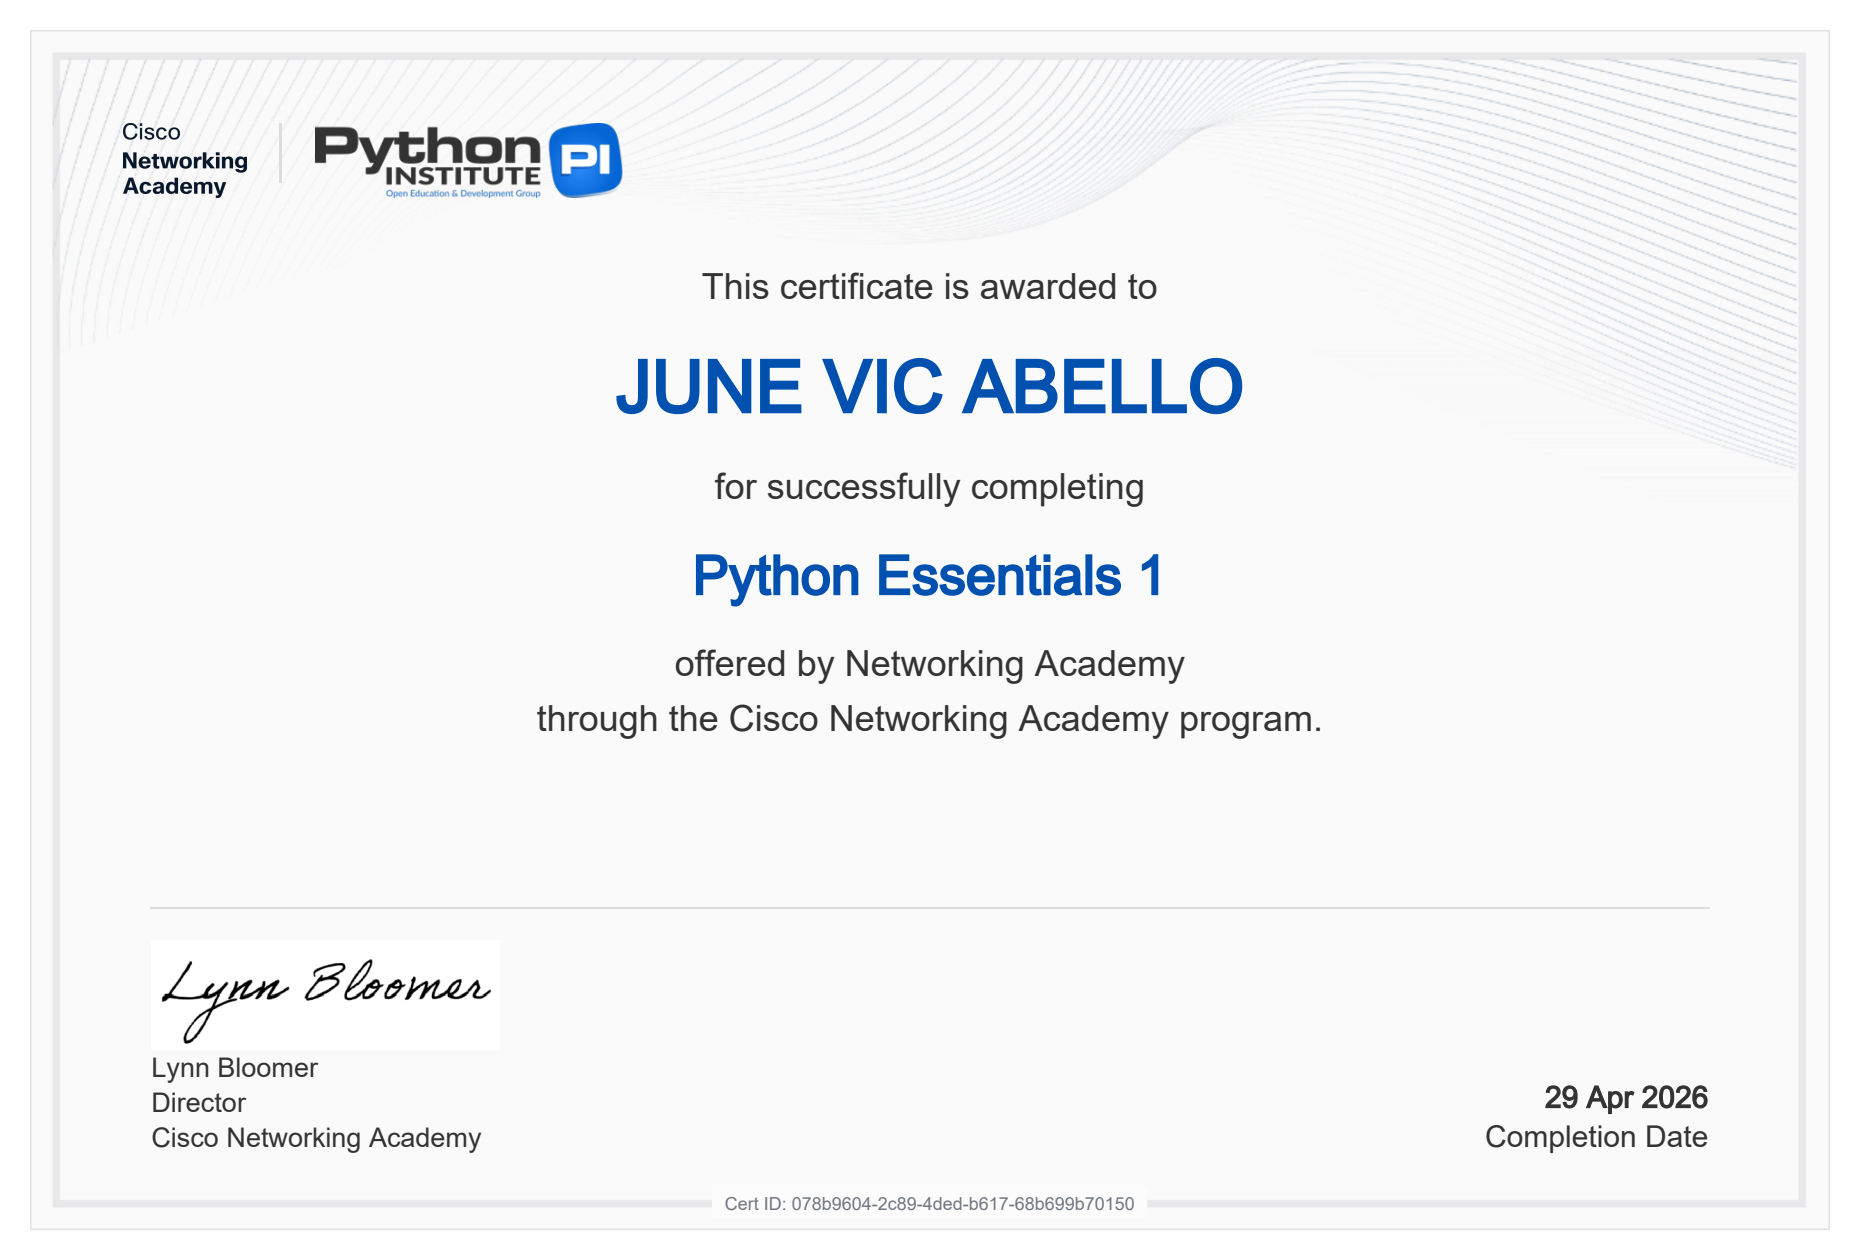 Cisco
Networking
Academy
Python
INSTITUTE
Open Education & Development Group
PI
This certificate is awarded to
JUNE VIC ABELLO
for successfully completing
Python Essentials 1
offered by Networking Academy
through the Cisco Networking Academy program.
Lynn Bloomer
Lynn Bloomer
Director
Cisco Networking Academy
29 Apr 2026
Completion Date
Cert ID: 078b9604-2c89-4ded-b617-68b699b70150